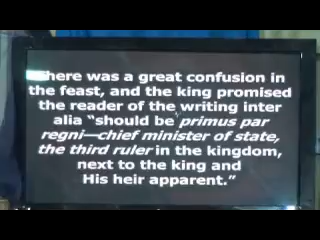 There was a great confusion in
the feast, and the king promised
the reader of the writing inter
alia “should be primus par
regni—chief minister of state,
the third ruler in the kingdom,
next to the king and
His heir apparent.”